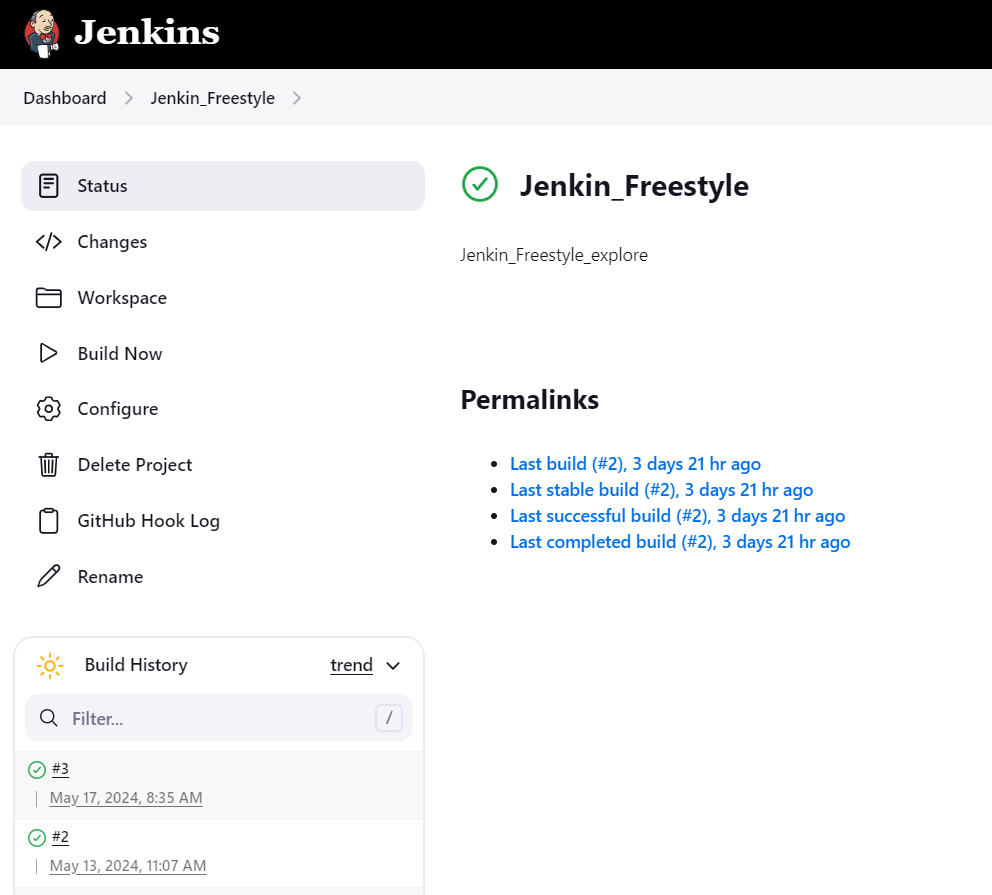 Jenkins
Dashboard
Jenkin_Freestyle
Status
Changes
Workspace
Build Now
Configure
Delete Project
GitHub Hook Log
Rename
Build History
trend
Filter...
/
#3
May 17, 2024, 8:35 AM
#2
May 13, 2024, 11:07 AM
Jenkin_Freestyle
Jenkin_Freestyle_explore
Permalinks
Last build (#2), 3 days 21 hr ago
Last stable build (#2), 3 days 21 hr ago
Last successful build (#2), 3 days 21 hr ago
Last completed build (#2), 3 days 21 hr ago